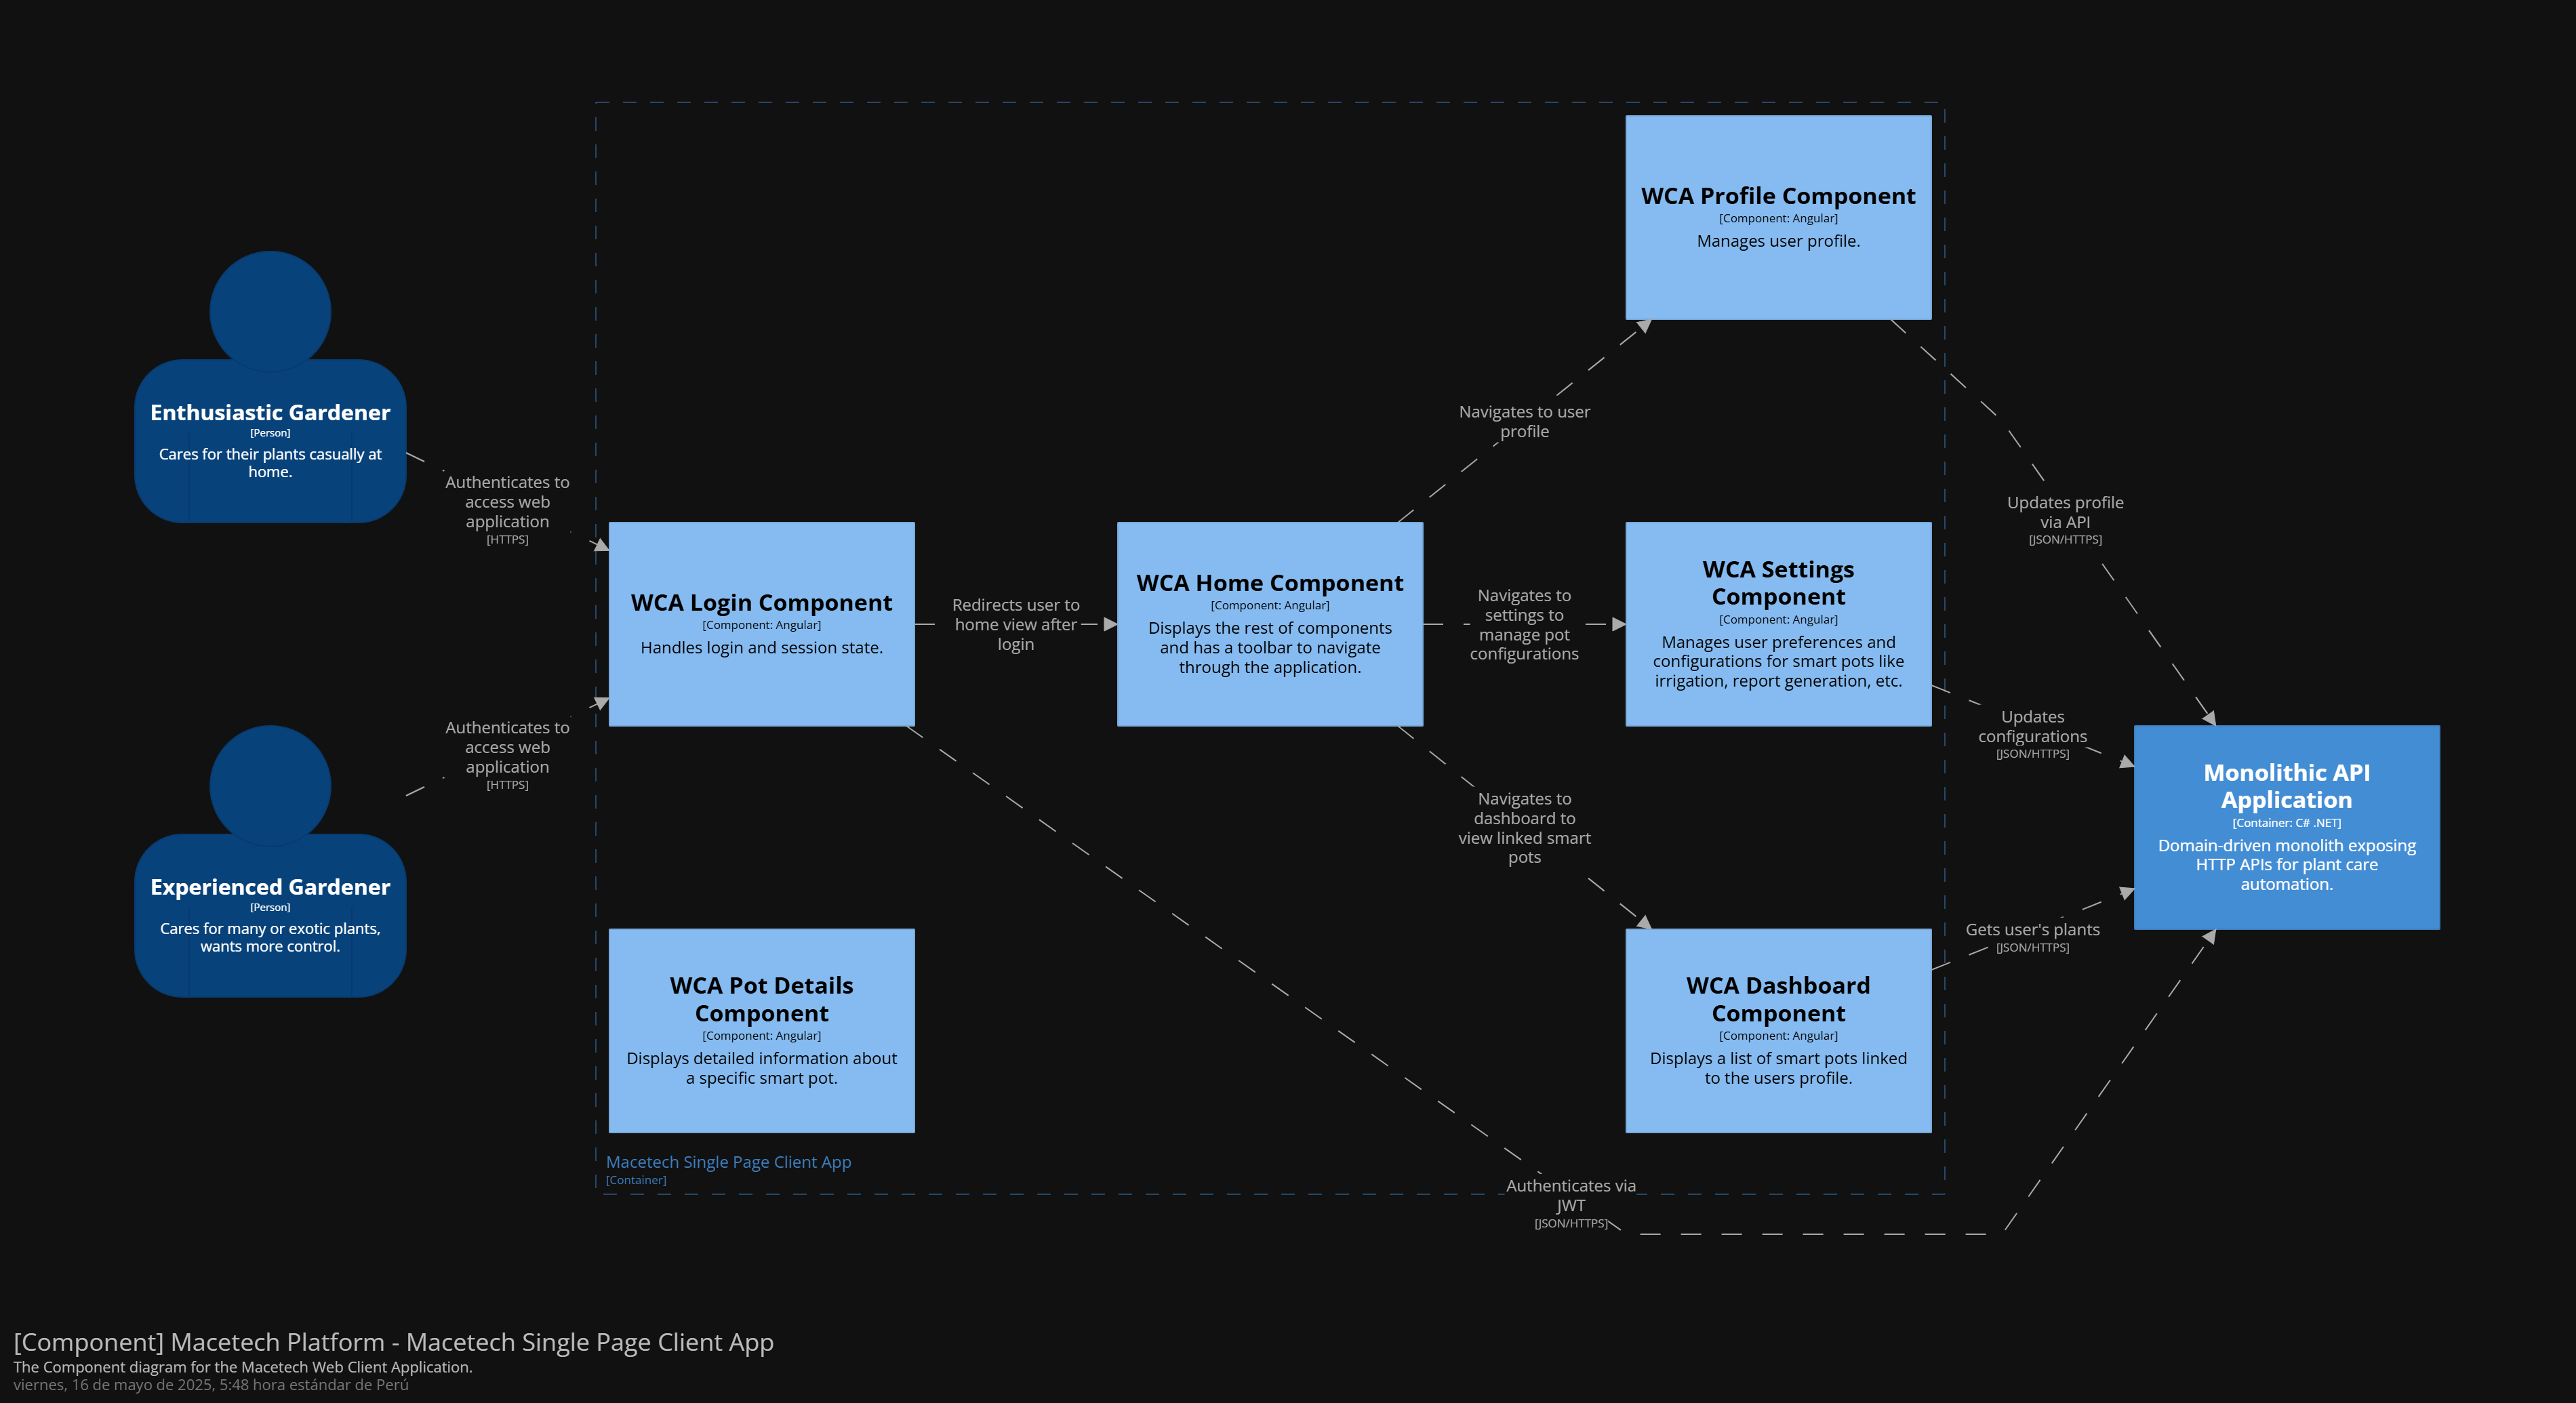 WCA Profile Component
[Component: Angular]
Manages user profile.
Enthusiastic Gardener
[Person]
Cares for their plants casually at
home.
Authenticates to
access web
application
[HTTPS]
Navigates to user
profile
Updates profile
via API
[JSON/HTTPS]
WCA Login Component
[Component: Angular]
Handles login and session state.
Redirects user to
home view after
login
WCA Home Component
[Component: Angular]
Displays the rest of components
and has a toolbar to navigate
through the application.
Navigates to
settings to
manage pot
configurations
WCA Settings
Component
[Component: Angular]
Manages user preferences and
configurations for smart pots like
irrigation, report generation, etc.
Updates
configurations
[JSON/HTTPS]
Authenticates to
access web
application
[HTTPS]
Navigates to
dashboard to
view linked smart
pots
Monolithic API
Application
[Container: C# .NET]
Domain-driven monolith exposing
HTTP APIs for plant care
automation.
Experienced Gardener
[Person]
Cares for many or exotic plants,
wants more control.
Gets user's plants
[JSON/HTTPS]
WCA Pot Details
Component
[Component: Angular]
Displays detailed information about
a specific smart pot.
WCA Dashboard
Component
[Component: Angular]
Displays a list of smart pots linked
to the users profile.
Macetech Single Page Client App
[Container]
Authenticates via
JWT
[JSON/HTTPS]
[Component] Macetech Platform - Macetech Single Page Client App
The Component diagram for the Macetech Web Client Application.
viernes, 16 de mayo de 2025, 5:48 hora estándar de Perú